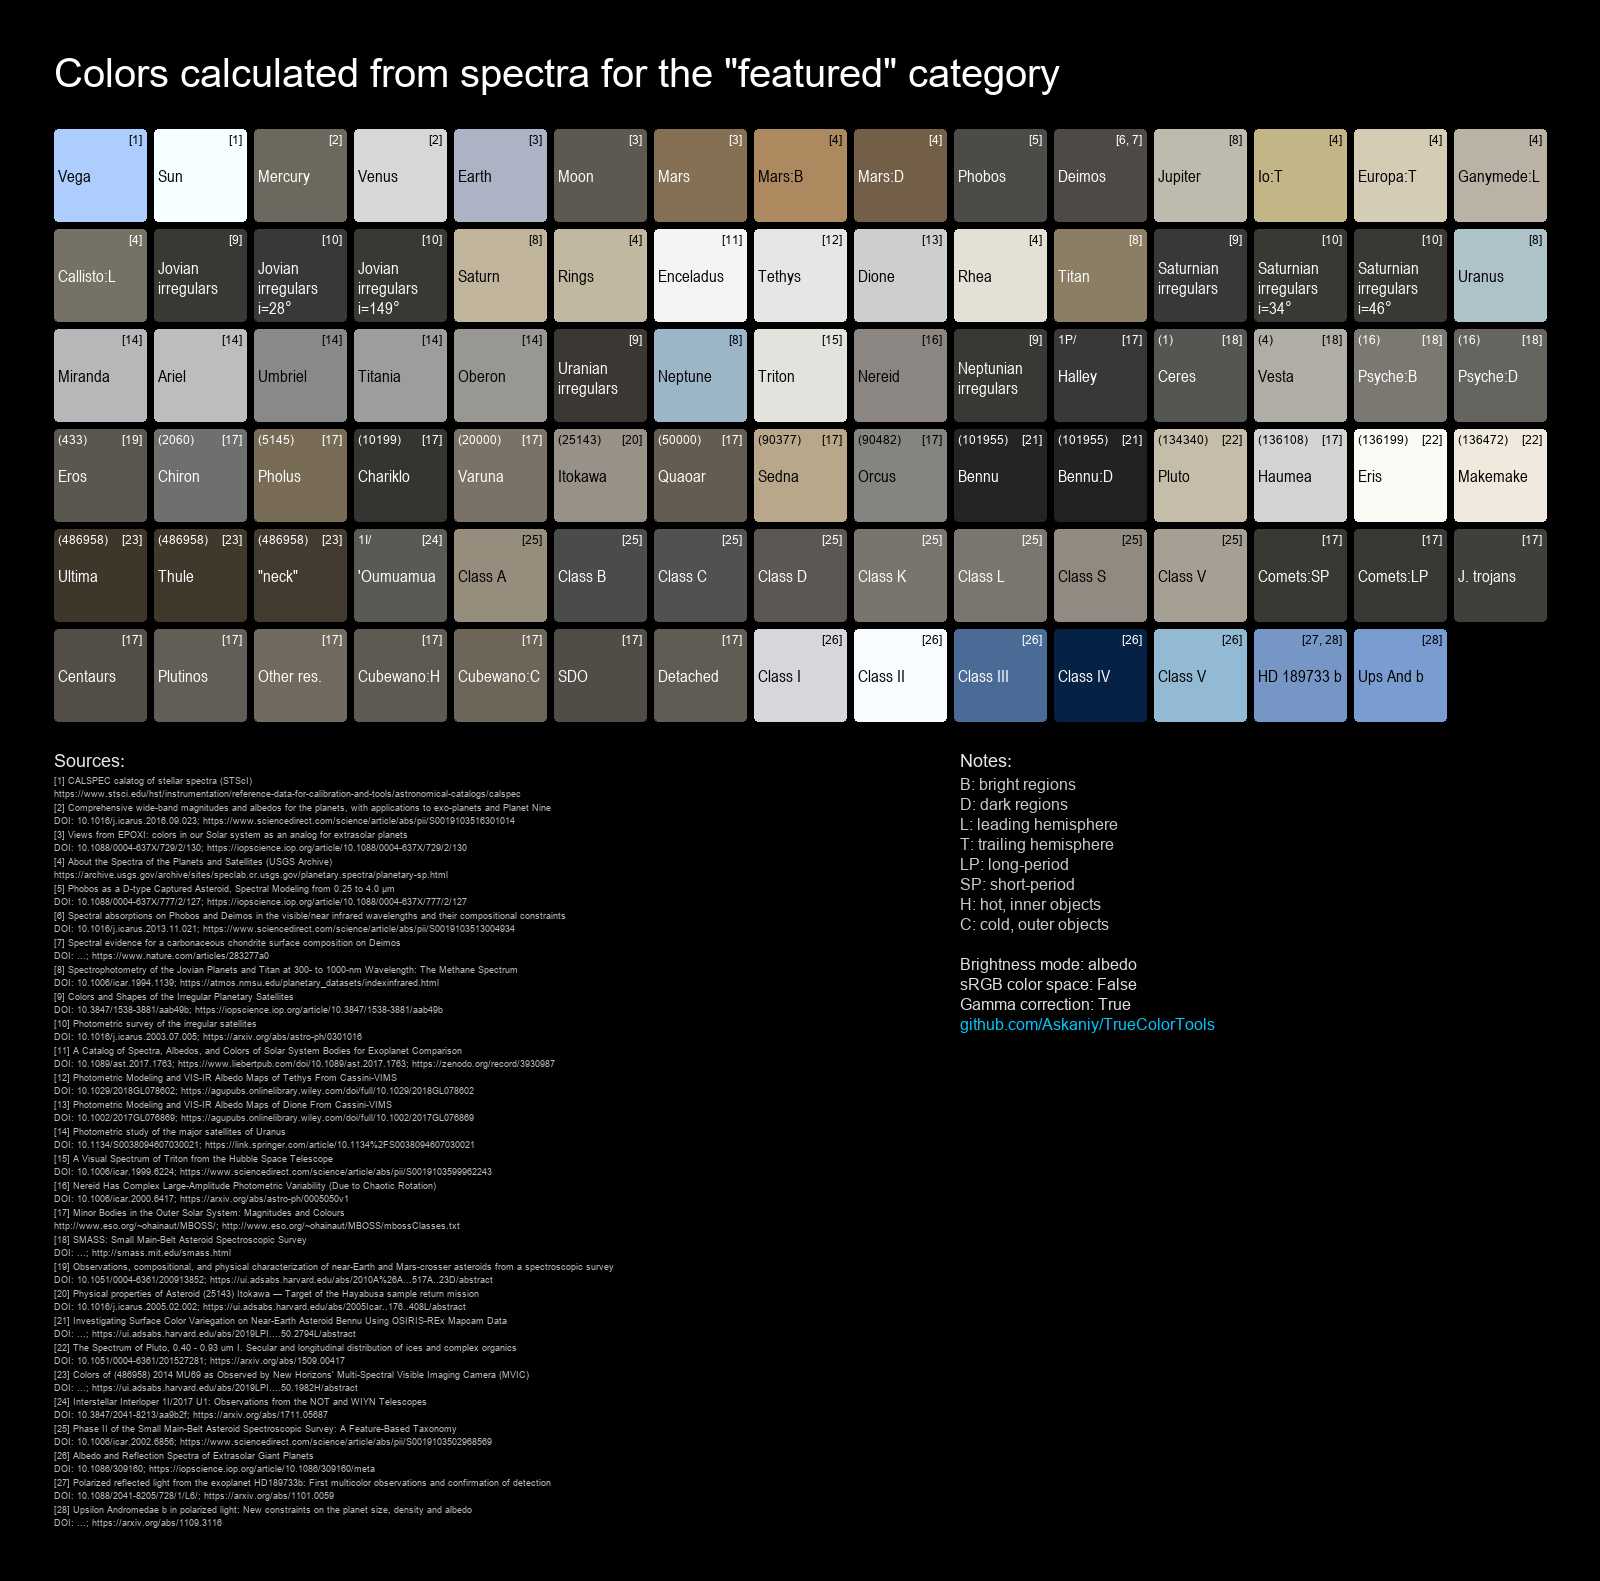 Colors calculated from spectra for the "featured" category
[1] [1] [2] [2] [3] [3] [3] [4] [4] [5] [6, 7] [8] [4] [4] [4]
Vega Sun Mercury Venus Earth Moon Mars Mars:B Mars:D Phobos Deimos Jupiter Io:T Europa:T Ganymede:L
[4] [9] [10] [10] [8] [4] [11] [12] [13] [4] [8] [9] [10] [10] [8]
Callisto:L
Jovian
irregulars
Jovian
irregulars
i=28°
Jovian
irregulars
i=149°
Saturn Rings Enceladus Tethys Dione Rhea Titan
Saturnian
irregulars
Saturnian
irregulars
i=34°
Saturnian
irregulars
i=46°
Uranus
[14] [14] [14] [14] [14] [9] [8] [15] [16] [9] 1P/ [17] (1) [18] (4) [18] (16) [18] (16) [18]
Miranda Ariel Umbriel Titania Oberon
Uranian
irregulars
Neptune Triton Nereid
Neptunian
irregulars
Halley Ceres Vesta Psyche:B Psyche:D
(433) [19] (2060) [17] (5145) [17] (10199) [17] (20000) [17] (25143) [20] (50000) [17] (90377) [17] (90482) [17] (101955) [21] (101955) [21] (134340) [22] (136108) [17] (136199) [22] (136472) [22]
Eros Chiron Pholus Chariklo Varuna Itokawa Quaoar Sedna Orcus Bennu Bennu:D Pluto Haumea Eris Makemake
(486958) [23] (486958) [23] (486958) [23] 1I/ [24] [25] [25] [25] [25] [25] [25] [25] [25] [17] [17] [17]
Ultima Thule "neck" 'Oumuamua Class A Class B Class C Class D Class K Class L Class S Class V Comets:SP Comets:LP J. trojans
[17] [17] [17] [17] [17] [17] [17] [26] [26] [26] [26] [26] [27, 28] [28]
Centaurs Plutinos Other res. Cubewano:H Cubewano:C SDO Detached Class I Class II Class III Class IV Class V HD 189733 b Ups And b
Sources:
[1] CALSPEC calatog of stellar spectra (STScI)
https://www.stsci.edu/hst/instrumentation/reference-data-for-calibration-and-tools/astronomical-catalogs/calspec
[2] Comprehensive wide-band magnitudes and albedos for the planets, with applications to exo-planets and Planet Nine
DOI: 10.1016/j.icarus.2016.09.023; https://www.sciencedirect.com/science/article/abs/pii/S0019103516301014
[3] Views from EPOXI: colors in our Solar system as an analog for extrasolar planets
DOI: 10.1088/0004-637X/729/2/130; https://iopscience.iop.org/article/10.1088/0004-637X/729/2/130
[4] About the Spectra of the Planets and Satellites (USGS Archive)
https://archive.usgs.gov/archive/sites/speclab.cr.usgs.gov/planetary.spectra/planetary-sp.html
[5] Phobos as a D-type Captured Asteroid, Spectral Modeling from 0.25 to 4.0 μm
DOI: 10.1088/0004-637X/777/2/127; https://iopscience.iop.org/article/10.1088/0004-637X/777/2/127
[6] Spectral absorptions on Phobos and Deimos in the visible/near infrared wavelengths and their compositional constraints
DOI: 10.1016/j.icarus.2013.11.021; https://www.sciencedirect.com/science/article/abs/pii/S0019103513004934
[7] Spectral evidence for a carbonaceous chondrite surface composition on Deimos
DOI: ...; https://www.nature.com/articles/283277a0
[8] Spectrophotometry of the Jovian Planets and Titan at 300- to 1000-nm Wavelength: The Methane Spectrum
DOI: 10.1006/icar.1994.1139; https://atmos.nmsu.edu/planetary_datasets/indexinfrared.html
[9] Colors and Shapes of the Irregular Planetary Satellites
DOI: 10.3847/1538-3881/aab49b; https://iopscience.iop.org/article/10.3847/1538-3881/aab49b
[10] Photometric survey of the irregular satellites
DOI: 10.1016/j.icarus.2003.07.005; https://arxiv.org/abs/astro-ph/0301016
[11] A Catalog of Spectra, Albedos, and Colors of Solar System Bodies for Exoplanet Comparison
DOI: 10.1089/ast.2017.1763; https://www.liebertpub.com/doi/10.1089/ast.2017.1763; https://zenodo.org/record/3930987
[12] Photometric Modeling and VIS-IR Albedo Maps of Tethys From Cassini-VIMS
DOI: 10.1029/2018GL078602; https://agupubs.onlinelibrary.wiley.com/doi/full/10.1029/2018GL078602
[13] Photometric Modeling and VIS-IR Albedo Maps of Dione From Cassini-VIMS
DOI: 10.1002/2017GL076869; https://agupubs.onlinelibrary.wiley.com/doi/full/10.1002/2017GL076869
[14] Photometric study of the major satellites of Uranus
DOI: 10.1134/S0038094607030021; https://link.springer.com/article/10.1134%2FS0038094607030021
[15] A Visual Spectrum of Triton from the Hubble Space Telescope
DOI: 10.1006/icar.1999.6224; https://www.sciencedirect.com/science/article/abs/pii/S0019103599962243
[16] Nereid Has Complex Large-Amplitude Photometric Variability (Due to Chaotic Rotation)
DOI: 10.1006/icar.2000.6417; https://arxiv.org/abs/astro-ph/0005050v1
[17] Minor Bodies in the Outer Solar System: Magnitudes and Colours
http://www.eso.org/~ohainaut/MBOSS/; http://www.eso.org/~ohainaut/MBOSS/mbossClasses.txt
[18] SMASS: Small Main-Belt Asteroid Spectroscopic Survey
DOI: ...; http://smass.mit.edu/smass.html
[19] Observations, compositional, and physical characterization of near-Earth and Mars-crosser asteroids from a spectroscopic survey
DOI: 10.1051/0004-6361/200913852; https://ui.adsabs.harvard.edu/abs/2010A%26A...517A..23D/abstract
[20] Physical properties of Asteroid (25143) Itokawa — Target of the Hayabusa sample return mission
DOI: 10.1016/j.icarus.2005.02.002; https://ui.adsabs.harvard.edu/abs/2005Icar..176..408L/abstract
[21] Investigating Surface Color Variegation on Near-Earth Asteroid Bennu Using OSIRIS-REx Mapcam Data
DOI: ...; https://ui.adsabs.harvard.edu/abs/2019LPI....50.2794L/abstract
[22] The Spectrum of Pluto, 0.40 - 0.93 um I. Secular and longitudinal distribution of ices and complex organics
DOI: 10.1051/0004-6361/201527281; https://arxiv.org/abs/1509.00417
[23] Colors of (486958) 2014 MU69 as Observed by New Horizons' Multi-Spectral Visible Imaging Camera (MVIC)
DOI: ...; https://ui.adsabs.harvard.edu/abs/2019LPI....50.1982H/abstract
[24] Interstellar Interloper 1I/2017 U1: Observations from the NOT and WIYN Telescopes
DOI: 10.3847/2041-8213/aa9b2f; https://arxiv.org/abs/1711.05687
[25] Phase II of the Small Main-Belt Asteroid Spectroscopic Survey: A Feature-Based Taxonomy
DOI: 10.1006/icar.2002.6856; https://www.sciencedirect.com/science/article/abs/pii/S0019103502968569
[26] Albedo and Reflection Spectra of Extrasolar Giant Planets
DOI: 10.1086/309160; https://iopscience.iop.org/article/10.1086/309160/meta
[27] Polarized reflected light from the exoplanet HD189733b: First multicolor observations and confirmation of detection
DOI: 10.1088/2041-8205/728/1/L6/; https://arxiv.org/abs/1101.0059
[28] Upsilon Andromedae b in polarized light: New constraints on the planet size, density and albedo
DOI: ...; https://arxiv.org/abs/1109.3116
Notes:
B: bright regions
D: dark regions
L: leading hemisphere
T: trailing hemisphere
LP: long-period
SP: short-period
H: hot, inner objects
C: cold, outer objects
Brightness mode: albedo
sRGB color space: False
Gamma correction: True
github.com/Askaniy/TrueColorTools